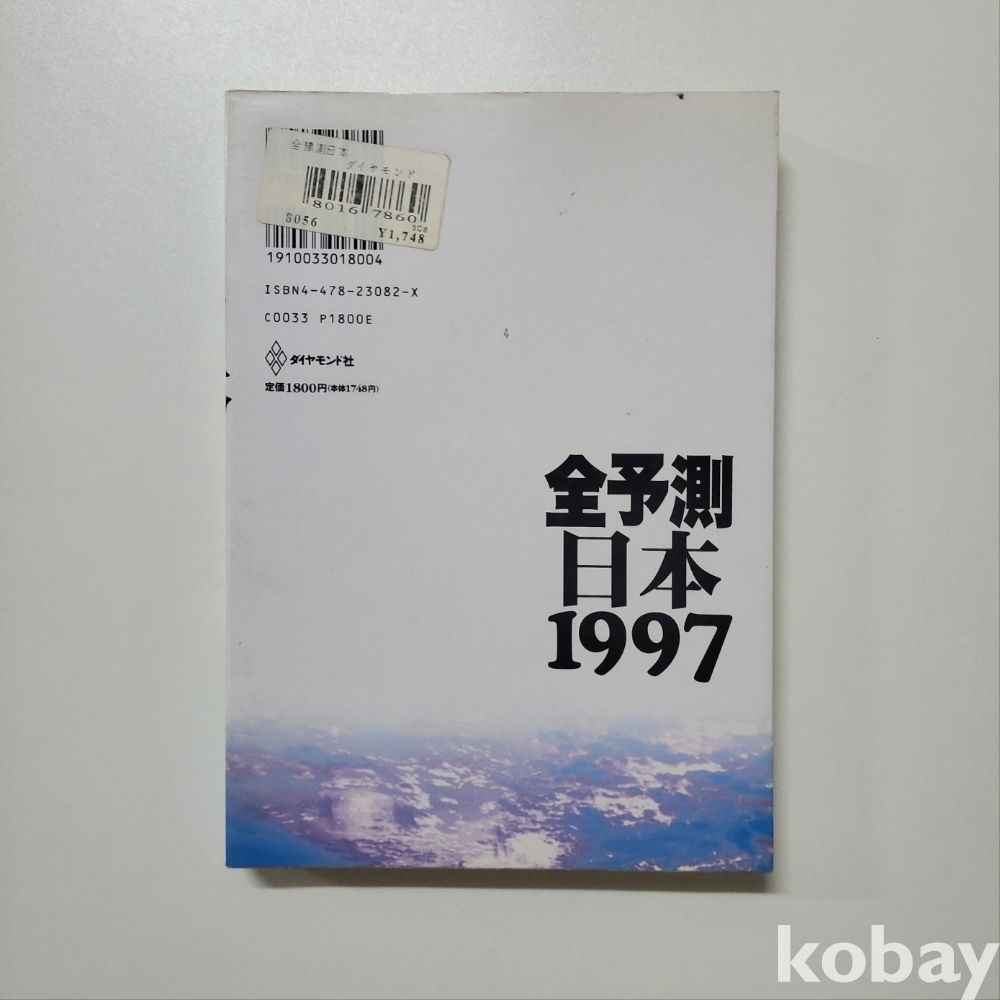 全豫測日本
ダイヤモンド
8016 7860
3C8
8056
¥1,748
1910033018004
ISBN4-478-23082-X
C0033 P1800E
ダイヤモンド社
定価1800円(本体1748円)
全予測
日本
1997
kobay